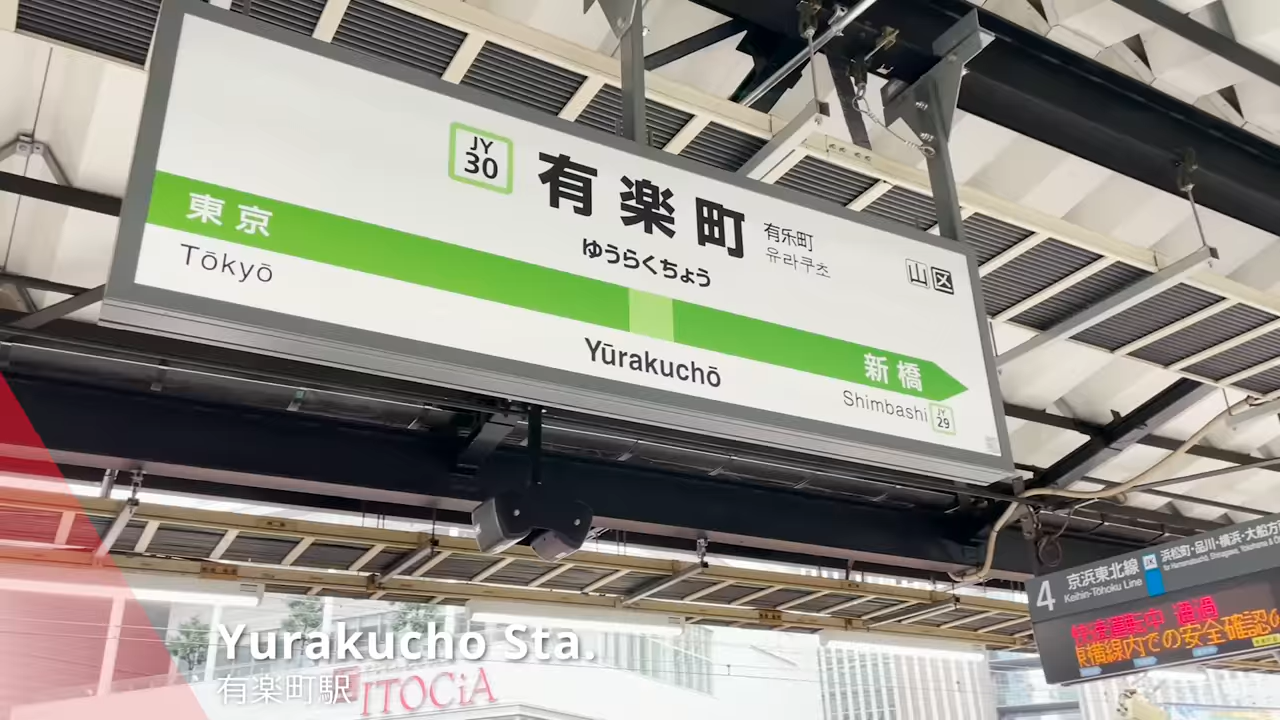 JY
30
有楽町
有乐町
유라쿠초
ゆうらくちょう
山区
東京
Tōkyō
Yūrakuchō
新橋
Shimbashi
JY
29
4
京浜東北線
Keihin-Tōhoku Line
JK
浜松町・品川・横浜・大船方
快速運転中 通過
横線内での安全確認の
Yurakucho Sta.
有楽町駅
ITOCiA